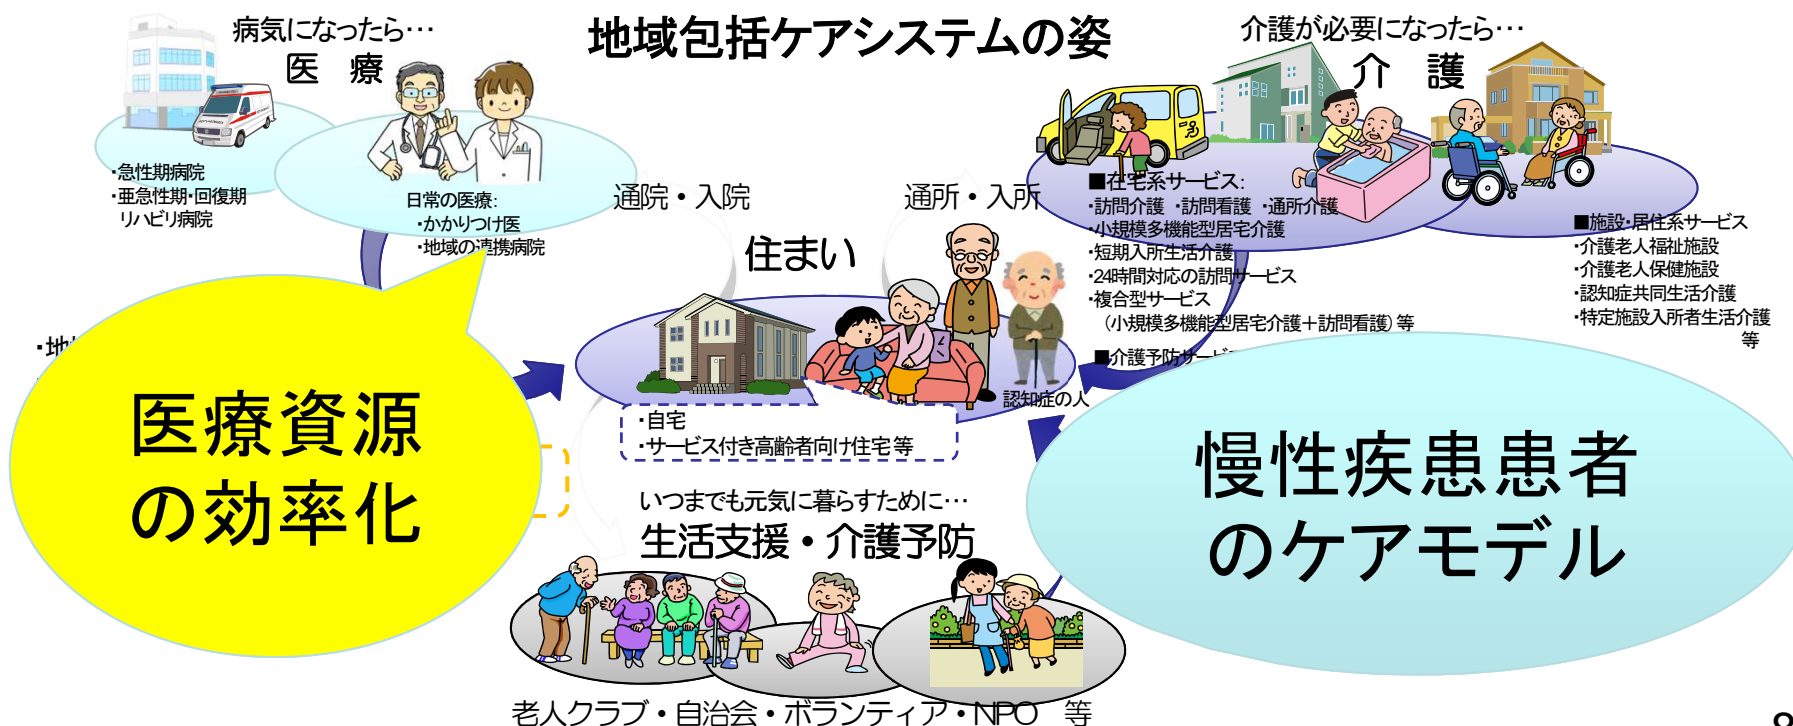 地域包括ケアシステムの姿
病気になったら…
医 療
・急性期病院
・亜急性期・回復期
リハビリ病院
日常の医療:
・かかりつけ医
・地域の連携病院
通院・入院
通所・入所
介護が必要になったら…
介 護
■在宅系サービス:
・訪問介護 ・訪問看護 ・通所介護
・小規模多機能型居宅介護
・短期入所生活介護
・24時間対応の訪問サービス
・複合型サービス
（小規模多機能型居宅介護＋訪問看護）等
■介護予防サービス
■施設・居住系サービス
・介護老人福祉施設
・介護老人保健施設
・認知症共同生活介護
・特定施設入所者生活介護
等
住まい
認知症の人
・自宅
・サービス付き高齢者向け住宅 等
・地
医療資源
の効率化
慢性疾患患者
のケアモデル
いつまでも元気に暮らすために…
生活支援・介護予防
老人クラブ・自治会・ボランティア・NPO 等